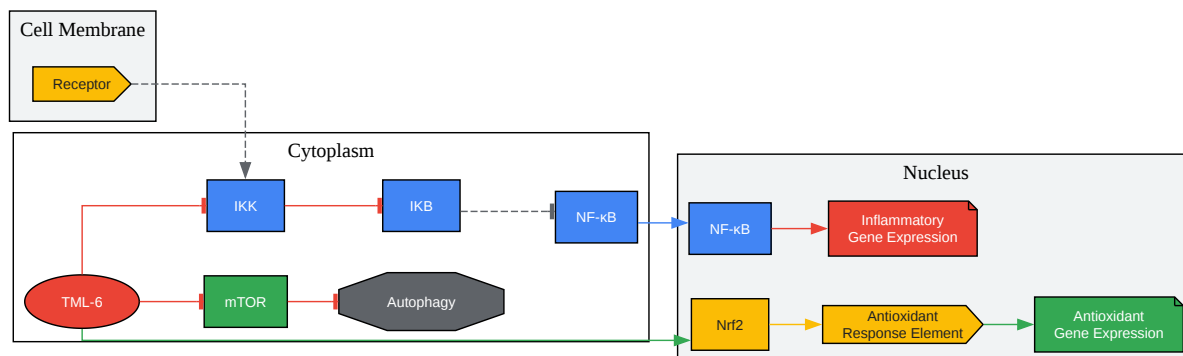 Cell Membrane
Receptor
Cytoplasm
IKK
IKB
NF-κB
TML-6
mTOR
Autophagy
Nucleus
NF-κB
Inflammatory
Gene Expression
Nrf2
Antioxidant
Response Element
Antioxidant
Gene Expression